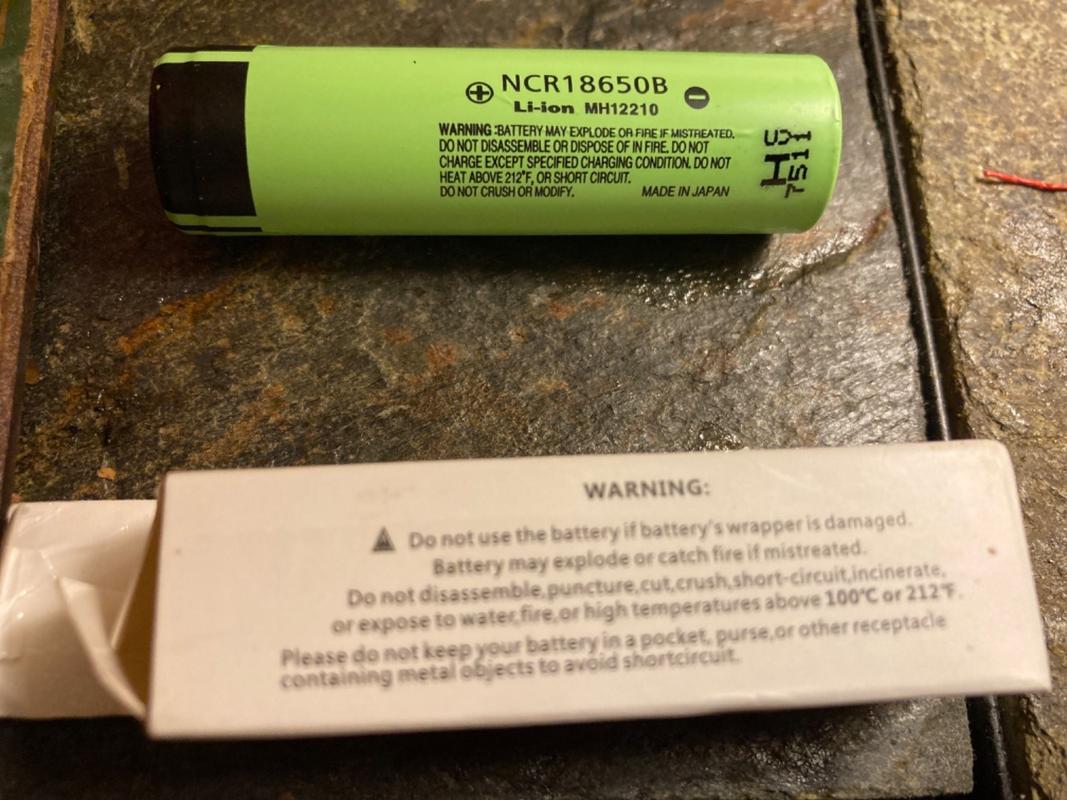 NCR18650B
Li-ion MH12210
WARNING :BATTERY MAY EXPLODE OR FIRE IF MISTREATED.
DO NOT DISASSEMBLE OR DISPOSE OF IN FIRE. DO NOT
CHARGE EXCEPT SPECIFIED CHARGING CONDITION. DO NOT
HEAT ABOVE 212°F, OR SHORT CIRCUIT.
DO NOT CRUSH OR MODIFY. MADE IN JAPAN
7511
WARNING:
Do not use the battery if battery's wrapper is damaged.
Battery may explode or catch fire if mistreated.
Do not disassemble,puncture,cut,crush,short-circuit,incinerate,
or expose to water,fire,or high temperatures above 100℃ or 212℉.
Please do not keep your battery in a pocket, purse,or other receptacle
containing metal objects to avoid shortcircuit.